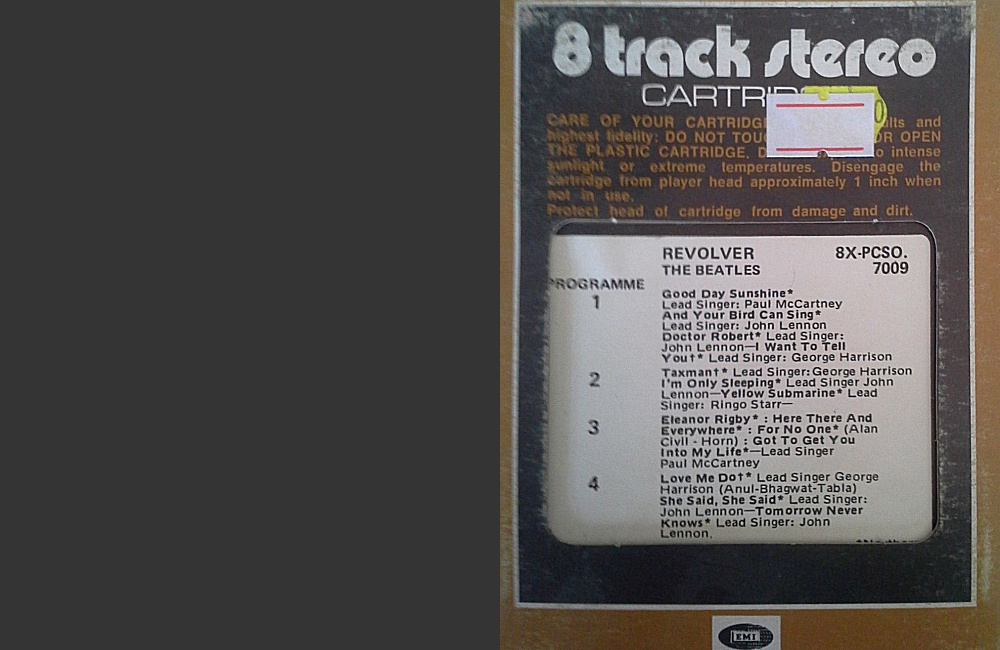 8 track stereo
CARTRID
CARE OF YOUR CARTRIDGE and
highest fidelity: DO NOT OR OPEN
THE PLASTIC CARTRIDGE. to intense
sunlight or extreme temperatures. Disengage the
cartridge from player head approximately 1 inch when
not in use.
Protect head of cartridge from damage and dirt.
REVOLVER 8X-PCSO.
THE BEATLES 7009
PROGRAMME
1
Good Day Sunshine*
Lead Singer: Paul McCartney
And Your Bird Can Sing*
Lead Singer: John Lennon
Doctor Robert* Lead Singer:
John Lennon—I Want To Tell
You†* Lead Singer: George Harrison
2 Taxman†* Lead Singer: George Harrison
I'm Only Sleeping* Lead Singer John
Lennon—Yellow Submarine* Lead
Singer: Ringo Starr—
3 Eleanor Rigby* : Here There And
Everywhere* : For No One* (Alan
Civil - Horn) : Got To Get You
Into My Life*—Lead Singer
Paul McCartney
4 Love Me Do†* Lead Singer George
Harrison (Anul-Bhagwat-Tabla)
She Said, She Said* Lead Singer:
John Lennon—Tomorrow Never
Knows* Lead Singer: John
Lennon.
EMI